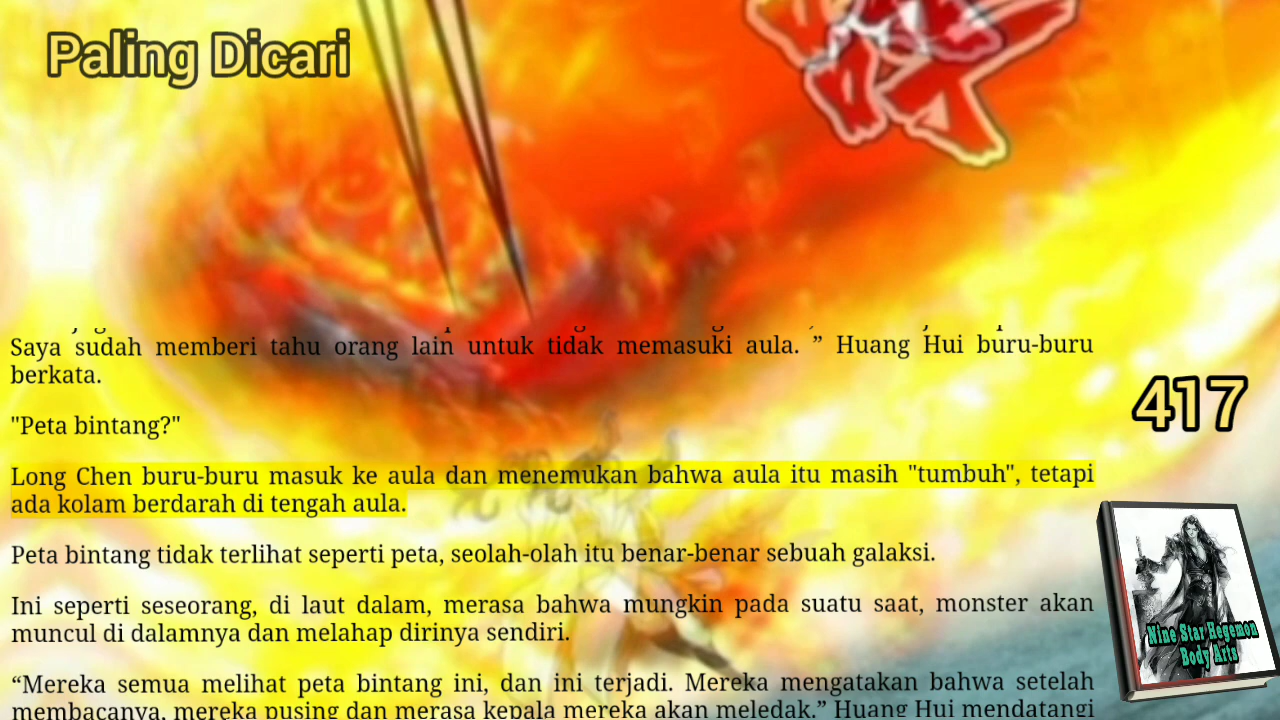 Paling Dicari
Saya sudah memberi tahu orang lain untuk tidak memasuki aula. ” Huang Hui buru-buru
berkata.
417
"Peta bintang?"
Long Chen buru-buru masuk ke aula dan menemukan bahwa aula itu masih "tumbuh", tetapi
ada kolam berdarah di tengah aula.
Peta bintang tidak terlihat seperti peta, seolah-olah itu benar-benar sebuah galaksi.
Ini seperti seseorang, di laut dalam, merasa bahwa mungkin pada suatu saat, monster akan
muncul di dalamnya dan melahap dirinya sendiri.
Nine Star Hegemon
Body Arts
“Mereka semua melihat peta bintang ini, dan ini terjadi. Mereka mengatakan bahwa setelah
membacanya, mereka pusing dan merasa kepala mereka akan meledak.” Huang Hui mendatangi